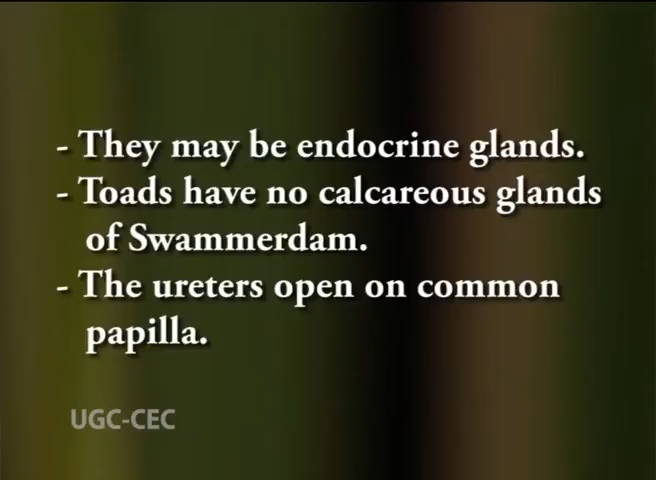 - They may be endocrine glands.
- Toads have no calcareous glands
of Swammerdam.
- The ureters open on common
papilla.
UGC-CEC